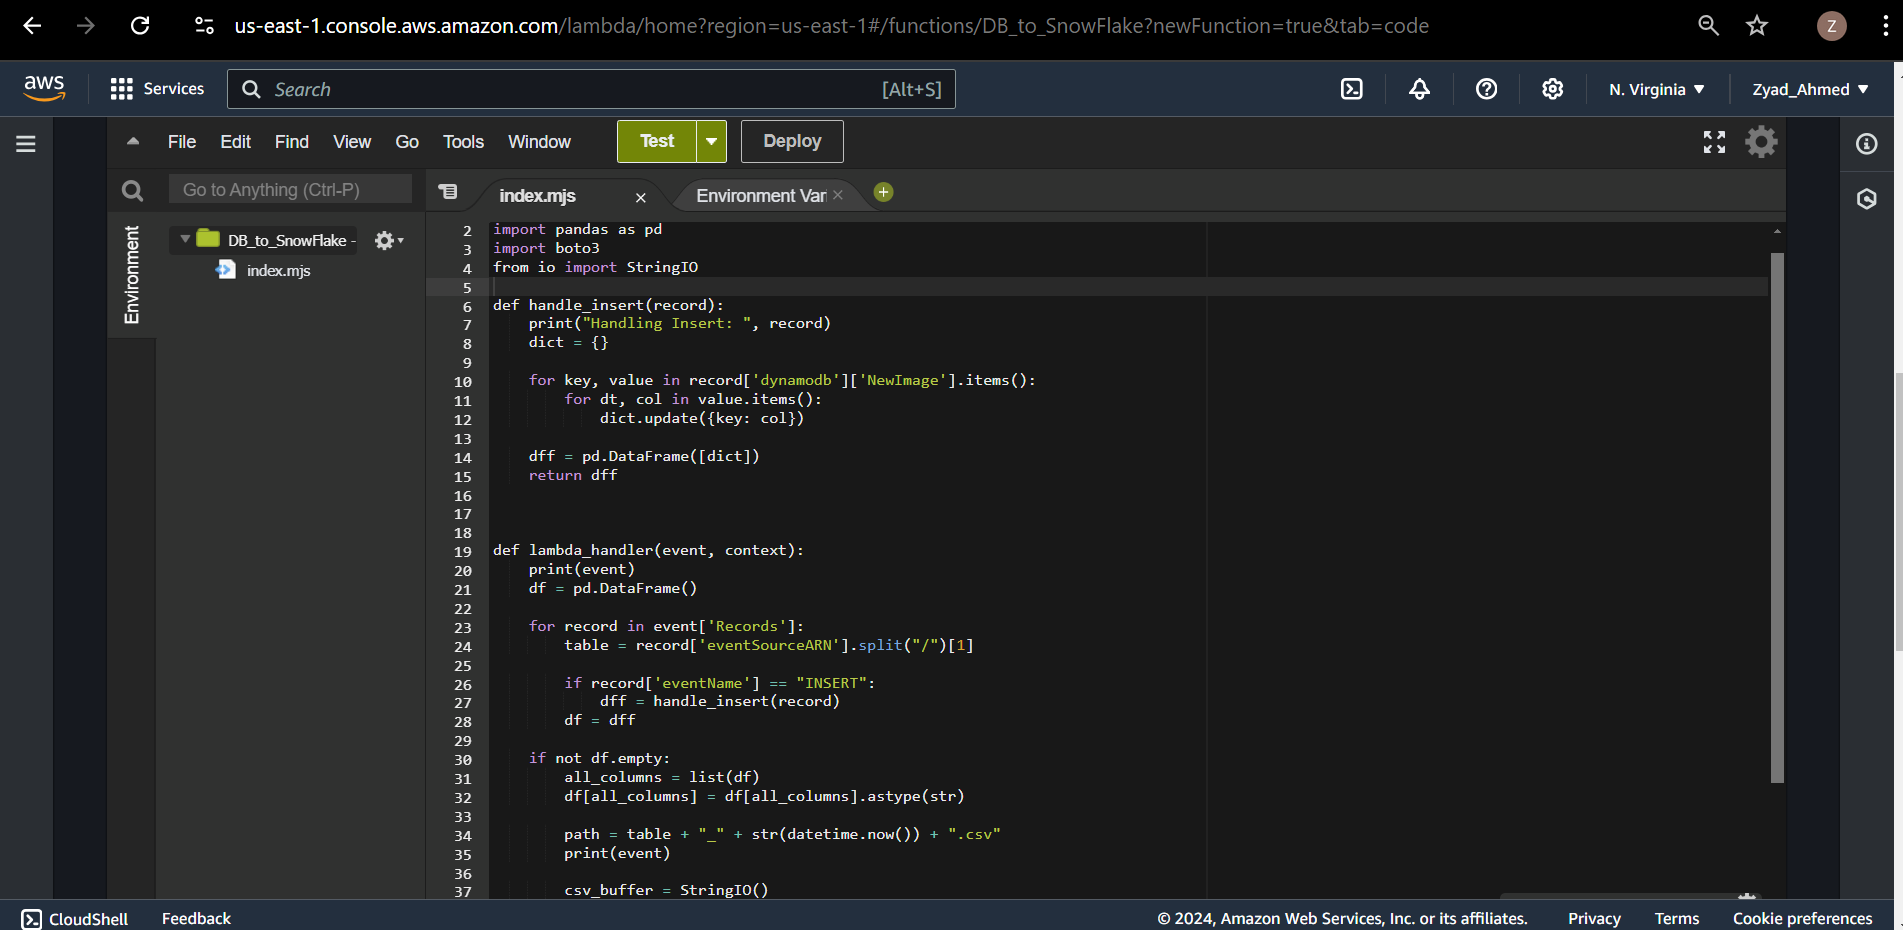 us-east-1.console.aws.amazon.com/lambda/home?region=us-east-1#/functions/DB_to_SnowFlake?newFunction=true&tab=code
Z
aws
Services
Search
[Alt+S]
N. Virginia
Zyad_Ahmed
File Edit Find View Go Tools Window
Test
Deploy
Go to Anything (Ctrl-P)
index.mjs
Environment Var
Environment
DB_to_SnowFlake -
index.mjs
2 import pandas as pd
3 import boto3
4 from io import StringIO
5
6 def handle_insert(record):
7     print("Handling Insert: ", record)
8     dict = {}
9
10     for key, value in record['dynamodb']['NewImage'].items():
11         for dt, col in value.items():
12             dict.update({key: col})
13
14     dff = pd.DataFrame([dict])
15     return dff
16
17
18
19 def lambda_handler(event, context):
20     print(event)
21     df = pd.DataFrame()
22
23     for record in event['Records']:
24         table = record['eventSourceARN'].split("/")[1]
25
26         if record['eventName'] == "INSERT":
27             dff = handle_insert(record)
28         df = dff
29
30     if not df.empty:
31         all_columns = list(df)
32         df[all_columns] = df[all_columns].astype(str)
33
34         path = table + "_" + str(datetime.now()) + ".csv"
35         print(event)
36
37         csv_buffer = StringIO()
CloudShell
Feedback
© 2024, Amazon Web Services, Inc. or its affiliates.
Privacy
Terms
Cookie preferences